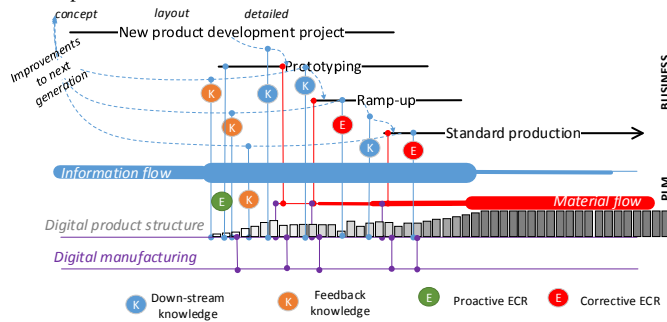 concept layout detailed
New product development project
Improvements
to next
generation
Prototyping
BUSINESS
K
K
K
Ramp-up
K
E
K
E
Standard production
Information flow
K
E
K
PLM
Material flow
Digital product structure
Digital manufacturing
K Down-stream
knowledge
K Feedback
knowledge
E Proactive ECR
E Corrective ECR